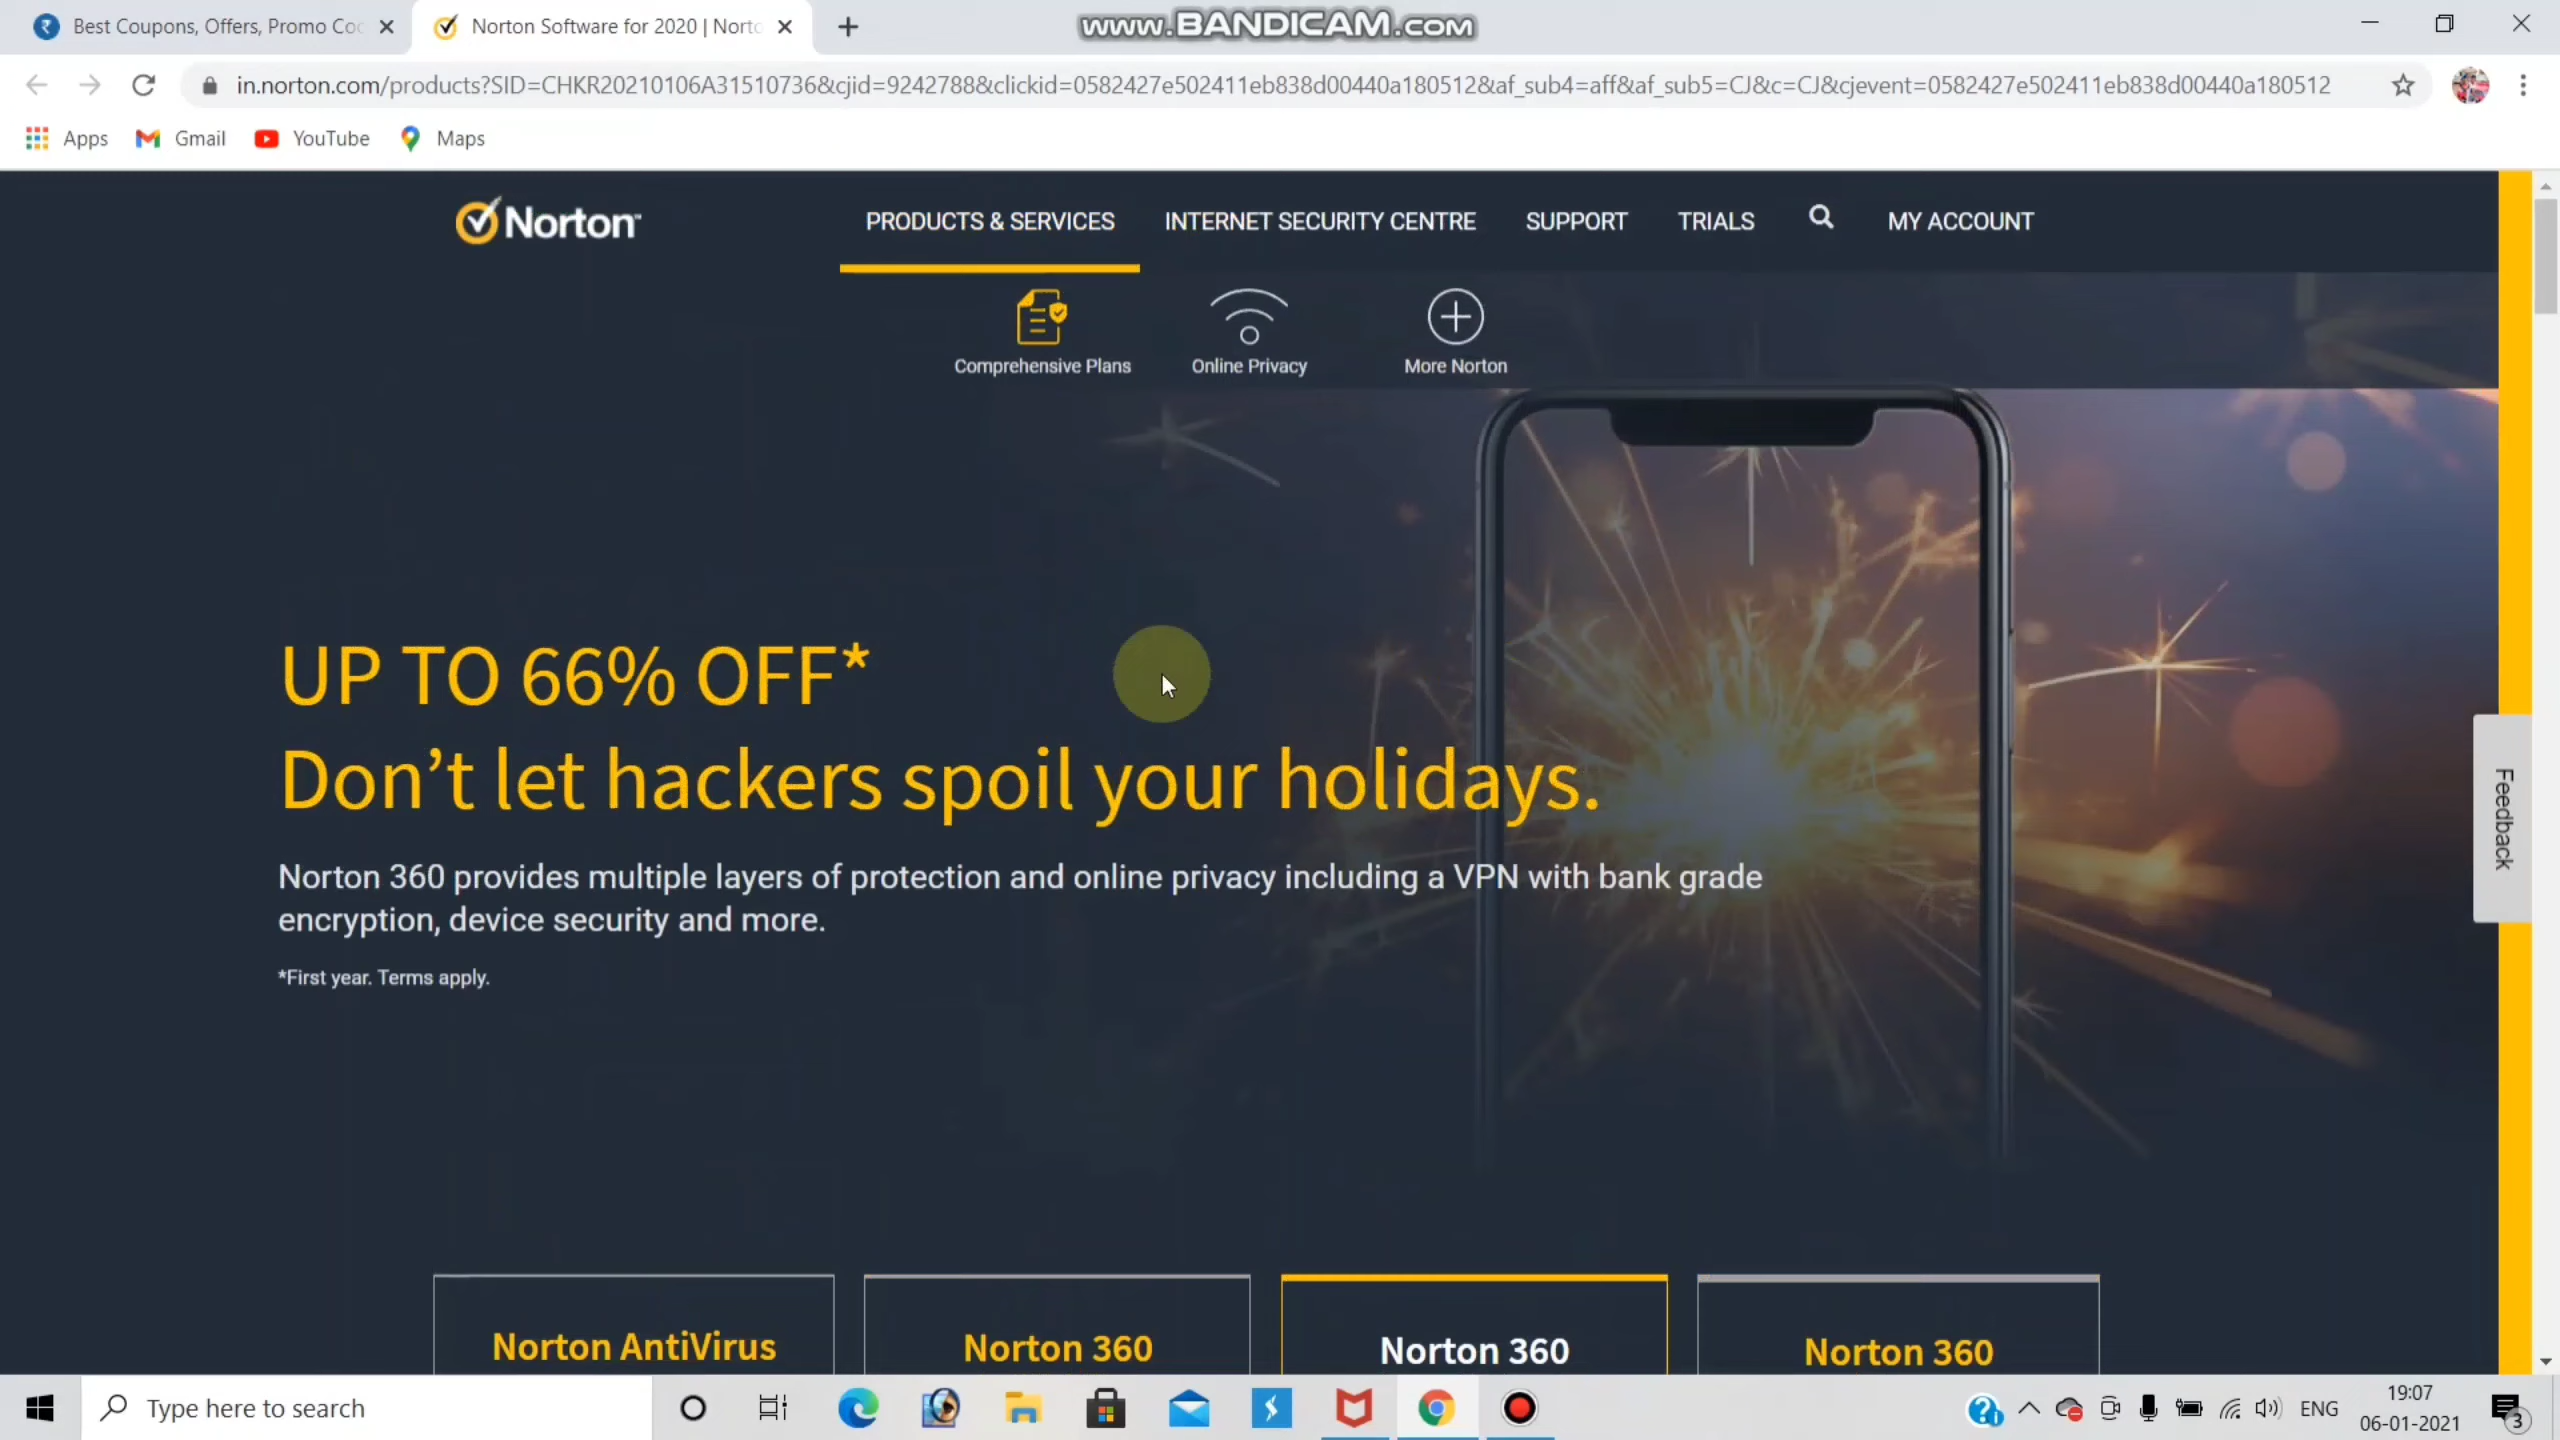 Best Coupons, Offers, Promo Co
Norton Software for 2020 | Norto
www.BANDICAM.com
in.norton.com/products?SID=CHKR20210106A31510736&cjid=9242788&clickid=0582427e502411eb838d00440a180512&af_sub4=aff&af_sub5=CJ&c=CJ&cjevent=0582427e502411eb838d00440a180512
Apps
Gmail
YouTube
Maps
Norton
PRODUCTS & SERVICES
INTERNET SECURITY CENTRE
SUPPORT
TRIALS
MY ACCOUNT
Comprehensive Plans
Online Privacy
More Norton
UP TO 66% OFF*
Don’t let hackers spoil your holidays.
Norton 360 provides multiple layers of protection and online privacy including a VPN with bank grade
encryption, device security and more.
*First year. Terms apply.
Feedback
Norton AntiVirus
Norton 360
Norton 360
Norton 360
Type here to search
ENG
19:07
06-01-2021
3